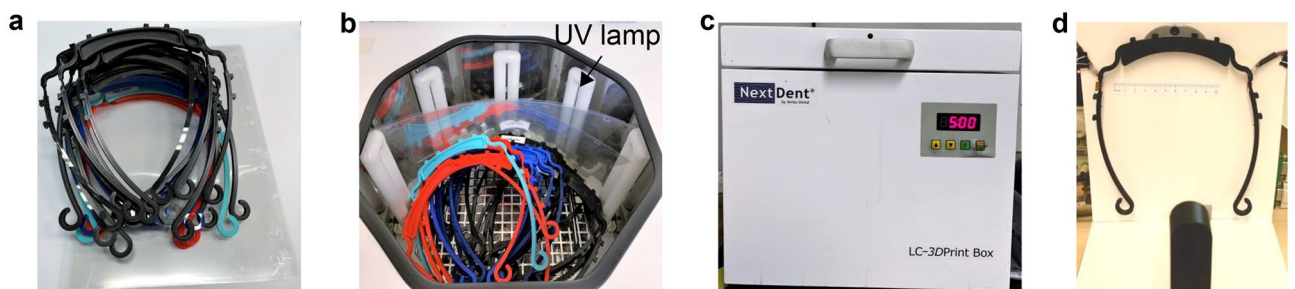 a
b
UV lamp
c
NextDent®
by Vertex Dental
500
LC-3DPrint Box
d